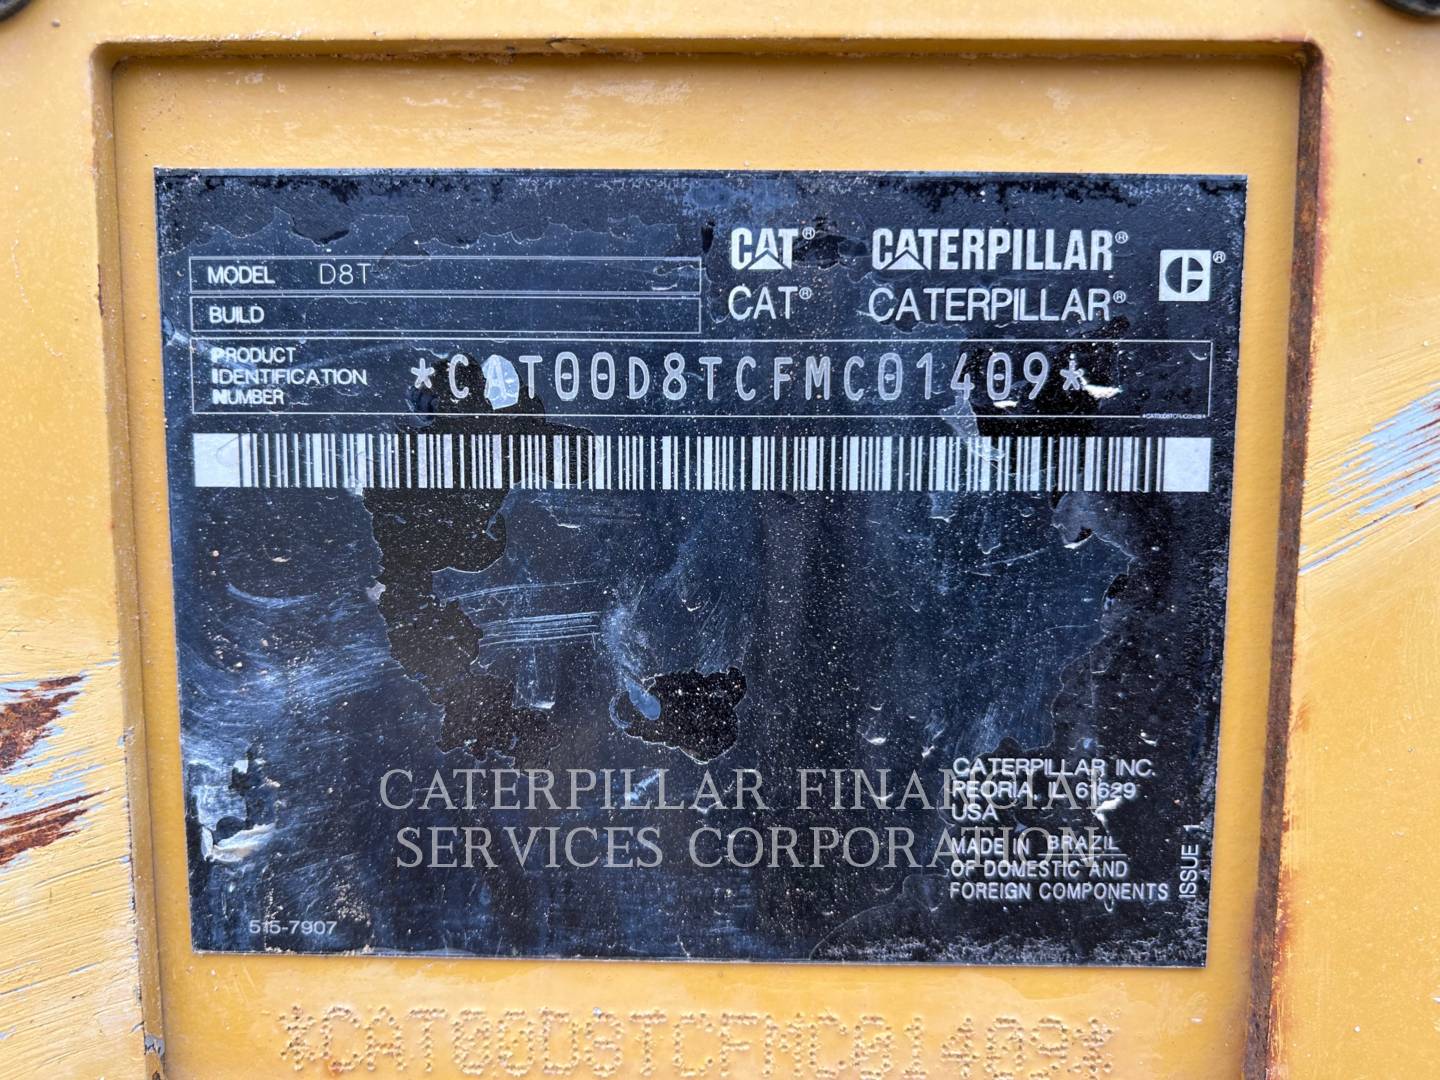 MODEL D8T
BUILD
CAT® CATERPILLAR®
CAT® CATERPILLAR®
PRODUCT
IDENTIFICATION
NUMBER
*CAT00D8TCFMC01409*
*CAT00D8TCFMC01409*
CATERPILLAR FINANCIAL
SERVICES CORPORATION
CATERPILLAR INC.
PEORIA, IL 61629
USA
MADE IN BRAZIL
OF DOMESTIC AND
FOREIGN COMPONENTS
ISSUE 1
515-7907
*CAT00D8TCFMC01409*